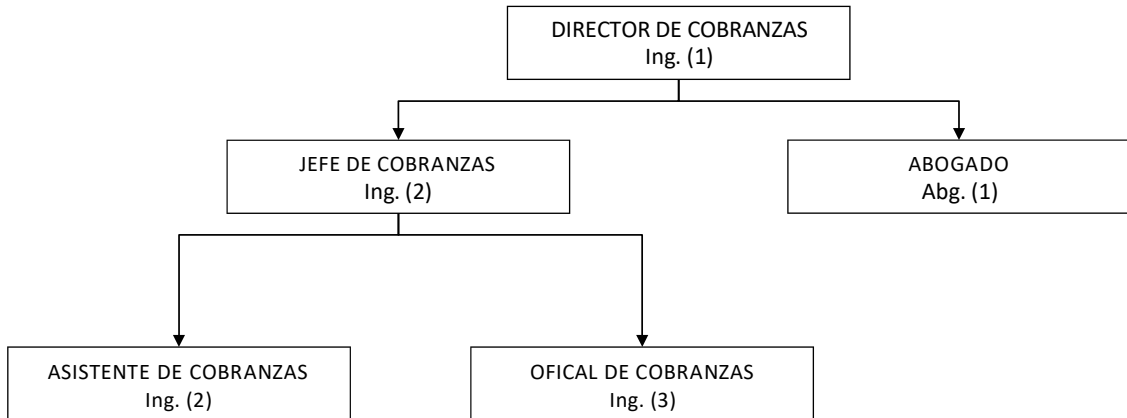 DIRECTOR DE COBRANZAS
Ing. (1)
JEFE DE COBRANZAS
Ing. (2)
ABOGADO
Abg. (1)
ASISTENTE DE COBRANZAS
Ing. (2)
OFICAL DE COBRANZAS
Ing. (3)